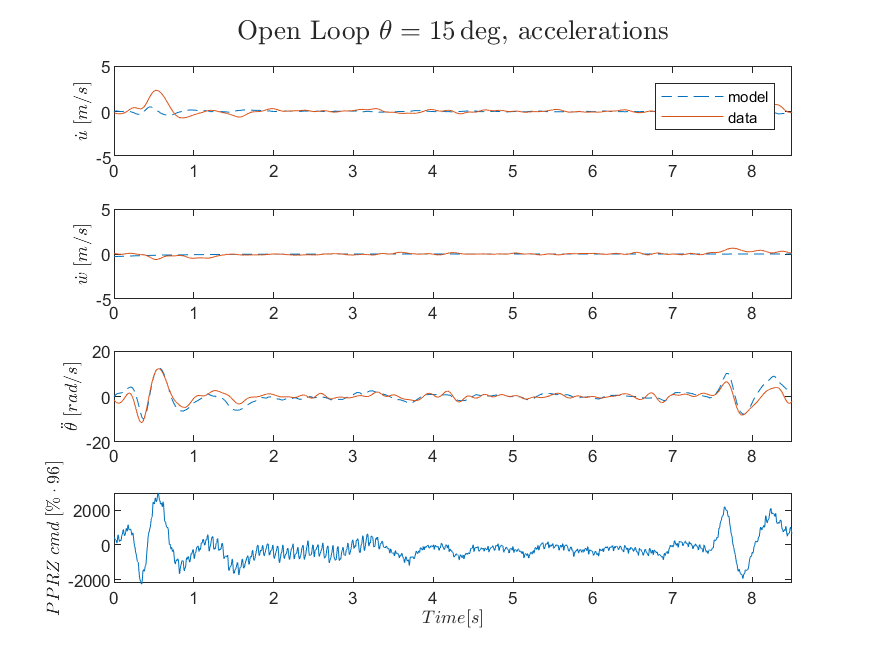 Open Loop θ = 15 deg, accelerations
u̇ [m/s]
5
0
-5
model
data
0 1 2 3 4 5 6 7 8
ẇ [m/s]
5
0
-5
0 1 2 3 4 5 6 7 8
θ̈ [rad/s]
20
0
-20
0 1 2 3 4 5 6 7 8
PPRZ cmd [% · 96]
2000
0
-2000
0 1 2 3 4 5 6 7 8
Time[s]